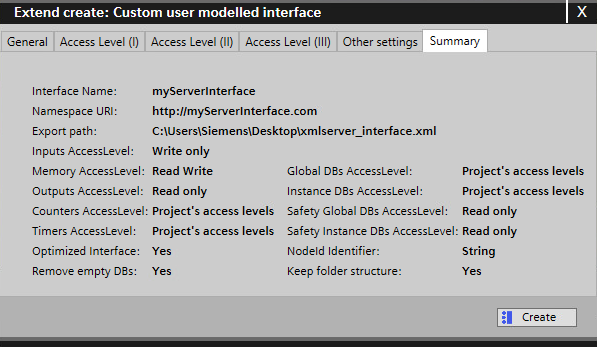 Extend create: Custom user modelled interface X
General Access Level (I) Access Level (II) Access Level (III) Other settings Summary
Interface Name: myServerInterface
Namespace URI: http://myServerInterface.com
Export path: C:\Users\Siemens\Desktop\xmlserver_interface.xml
Inputs AccessLevel: Write only
Memory AccessLevel: Read Write Global DBs AccessLevel: Project's access levels
Outputs AccessLevel: Read only Instance DBs AccessLevel: Project's access levels
Counters AccessLevel: Project's access levels Safety Global DBs AccessLevel: Read only
Timers AccessLevel: Project's access levels Safety Instance DBs AccessLevel: Read only
Optimized Interface: Yes NodeId Identifier: String
Remove empty DBs: Yes Keep folder structure: Yes
Create